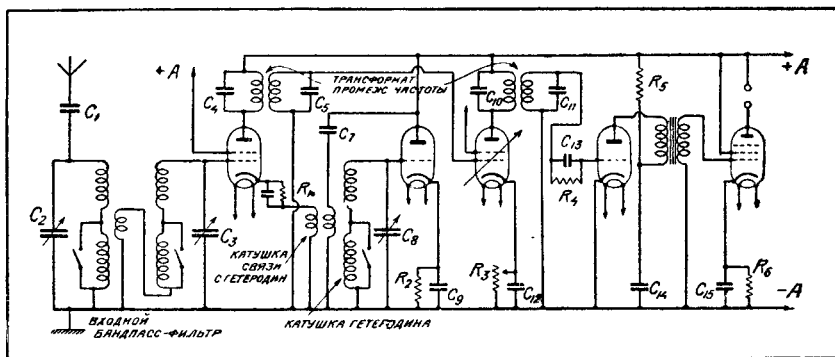 +A
ТРАНСФОРМАТ
ПРОМЕЖ ЧАСТОТЫ
+A
C1
C4
C5
C7
C10
C11
C13
R4
R5
C2
C3
R1
C8
КАТУШКА
СВЯЗИ
С ГЕТЕРОДИН
R2
C9
R3
C12
C14
C15
R6
-A
ВХОДНОЙ
БАНДПАСС-ФИЛЬТР
КАТУШКА ГЕТЕРОДИНА